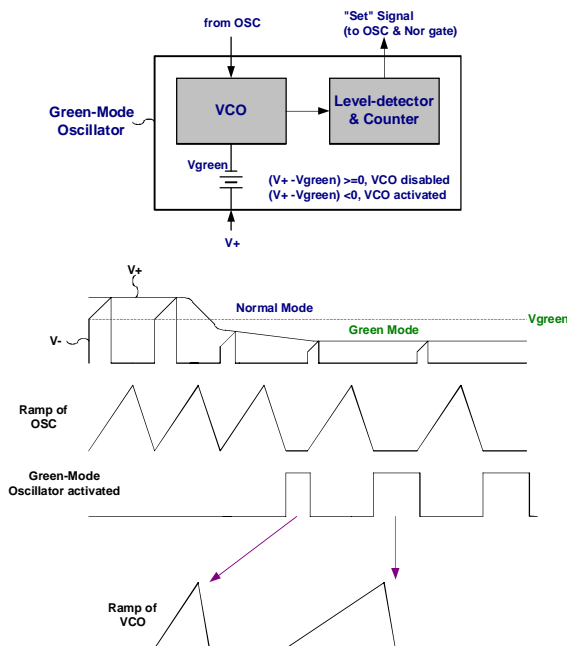 from OSC
"Set" Signal
(to OSC & Nor gate)
Green-Mode
Oscillator
VCO
Level-detector
& Counter
Vgreen
(V+ -Vgreen) >=0, VCO disabled
(V+ -Vgreen) <0, VCO activated
V+
V+
Normal Mode
Vgreen
Green Mode
V-
Ramp of
OSC
Green-Mode
Oscillator activated
Ramp of
VCO